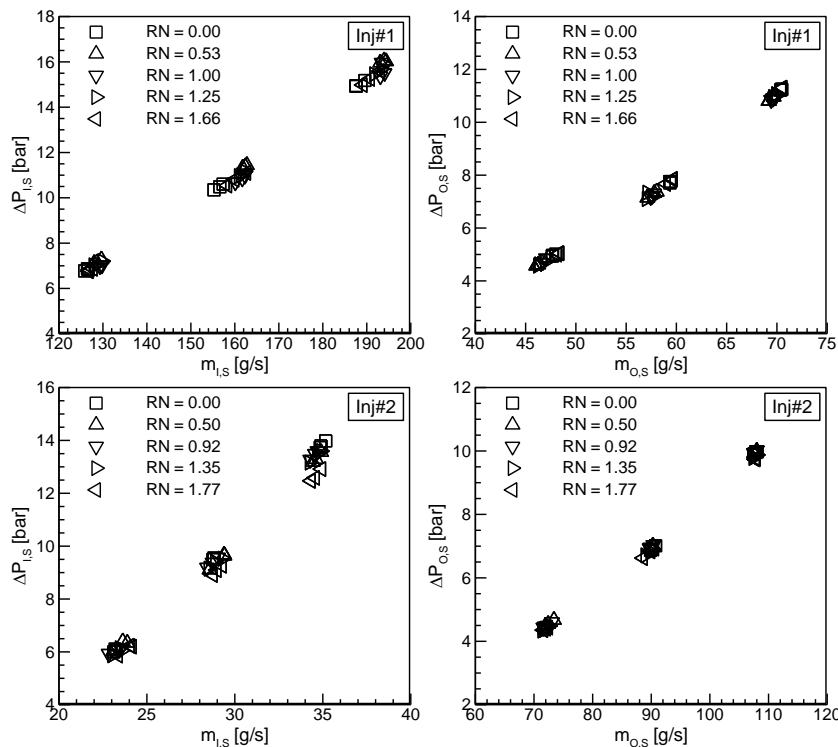 RN = 0.00
RN = 0.53
RN = 1.00
RN = 1.25
RN = 1.66
Inj#1
18
16
14
12
10
8
6
4
ΔP_I,S [bar]
120 130 140 150 160 170 180 190 200
m_I,S [g/s]
RN = 0.00
RN = 0.53
RN = 1.00
RN = 1.25
RN = 1.66
Inj#1
14
12
10
8
6
4
2
ΔP_O,S [bar]
40 45 50 55 60 65 70 75
m_O,S [g/s]
RN = 0.00
RN = 0.50
RN = 0.92
RN = 1.35
RN = 1.77
Inj#2
16
14
12
10
8
6
4
ΔP_I,S [bar]
20 25 30 35 40
m_I,S [g/s]
RN = 0.00
RN = 0.50
RN = 0.92
RN = 1.35
RN = 1.77
Inj#2
12
10
8
6
4
2
ΔP_O,S [bar]
60 70 80 90 100 110 120
m_O,S [g/s]